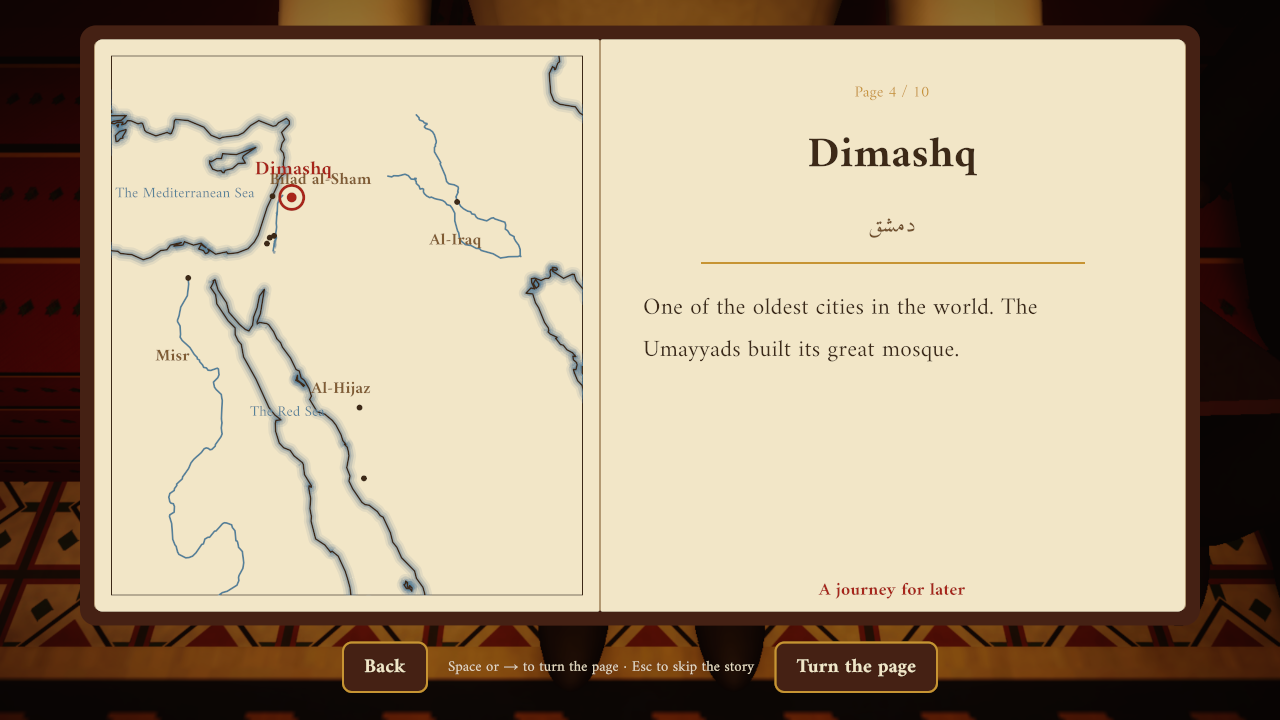 Dimashq
Bilad al-Sham
The Mediterranean Sea
Al-Iraq
Misr
Al-Hijaz
The Red Sea
Page 4 / 10
Dimashq
دمشق
One of the oldest cities in the world. The
Umayyads built its great mosque.
A journey for later
Back
Space or → to turn the page · Esc to skip the story
Turn the page